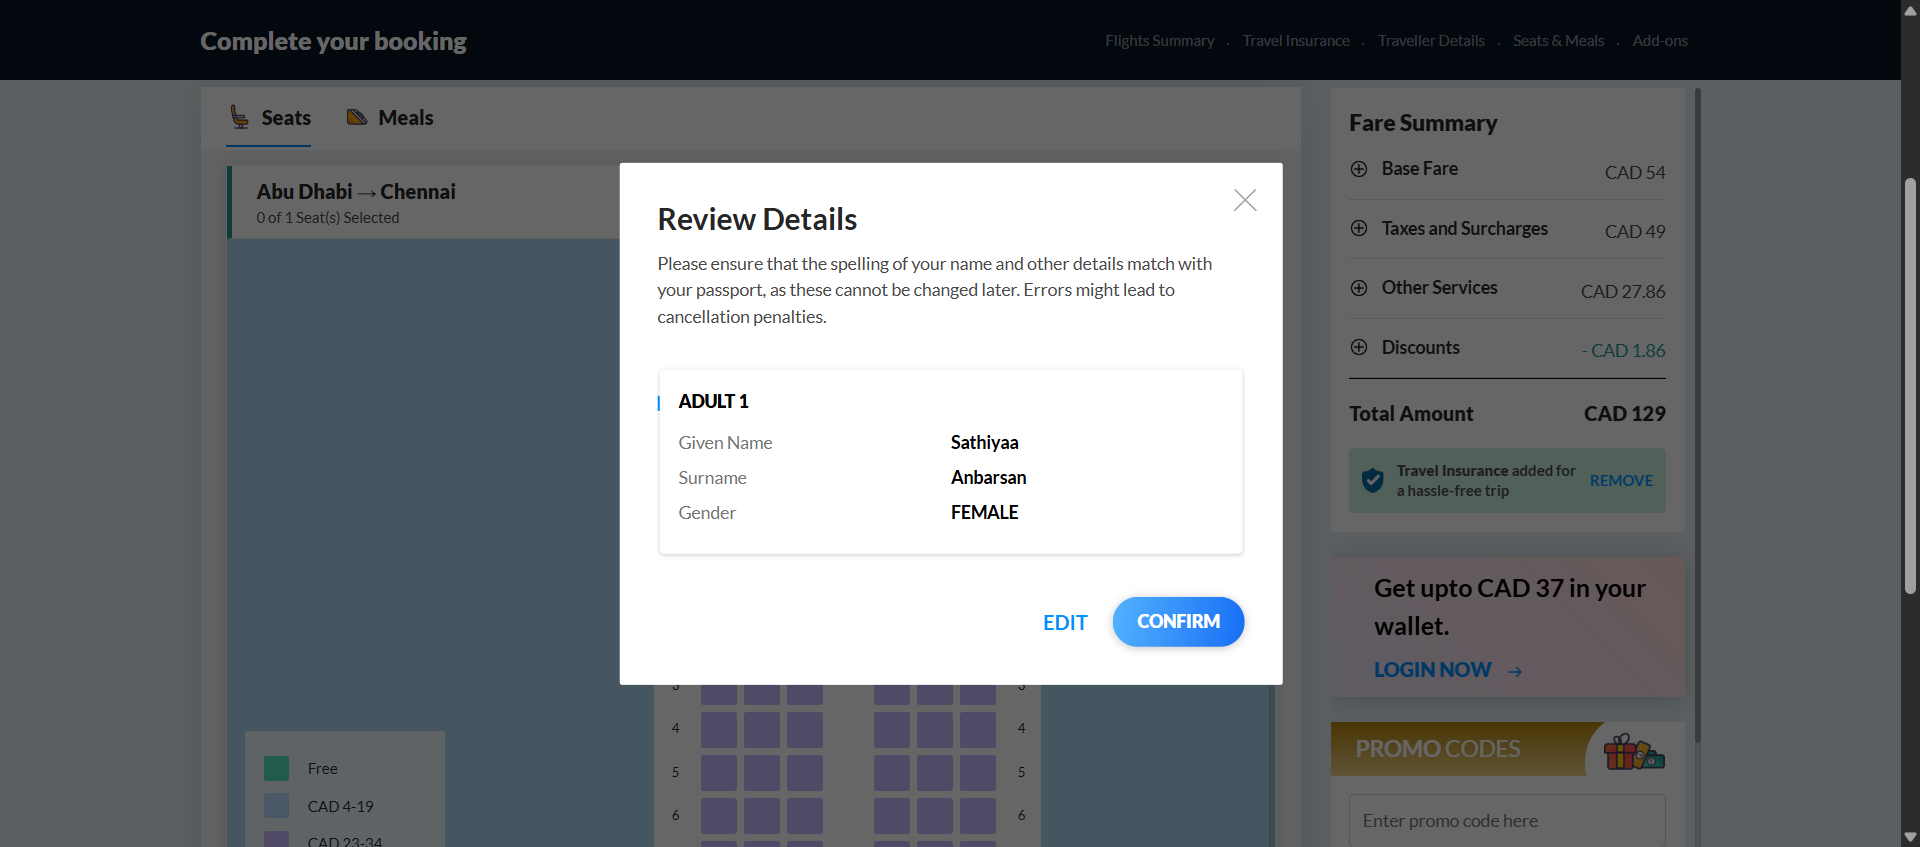 Complete your booking
Flights Summary . Travel Insurance . Traveller Details . Seats & Meals . Add-ons
Seats Meals
Abu Dhabi → Chennai
0 of 1 Seat(s) Selected
Review Details
Please ensure that the spelling of your name and other details match with
your passport, as these cannot be changed later. Errors might lead to
cancellation penalties.
ADULT 1
Given Name Sathiyaa
Surname Anbarsan
Gender FEMALE
EDIT CONFIRM
3 3
4 4
5 5
6 6
Free
CAD 4-19
CAD 23-34
Fare Summary
Base Fare CAD 54
Taxes and Surcharges CAD 49
Other Services CAD 27.86
Discounts - CAD 1.86
Total Amount CAD 129
Travel Insurance added for
a hassle-free trip
REMOVE
Get upto CAD 37 in your
wallet.
LOGIN NOW →
PROMO CODES
Enter promo code here